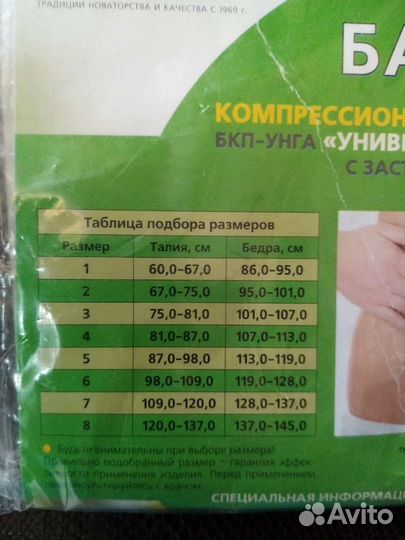 ТРАДИЦИИ НОВАТОРСТВА И КАЧЕСТВА С 1969 г.
БА
КОМПРЕССИОН
БКП-УНГА «УНИВ
С ЗАСТ
Таблица подбора размеров
Размер Талия, см Бедра, см
1 60,0–67,0 86,0–95,0
2 67,0–75,0 95,0–101,0
3 75,0–81,0 101,0–107,0
4 81,0–87,0 107,0–113,0
5 87,0–98,0 113,0–119,0
6 98,0–109,0 119,0–128,0
7 109,0–120,0 128,0–137,0
8 120,0–137,0 137,0–145,0
Будьте внимательны при выборе размера!
Правильно подобранный размер – гарантия эффек-
тивности применения изделия. Перед применением
проконсультируйтесь с врачом.
СПЕЦИАЛЬНАЯ ИНФОРМАЦ
Avito